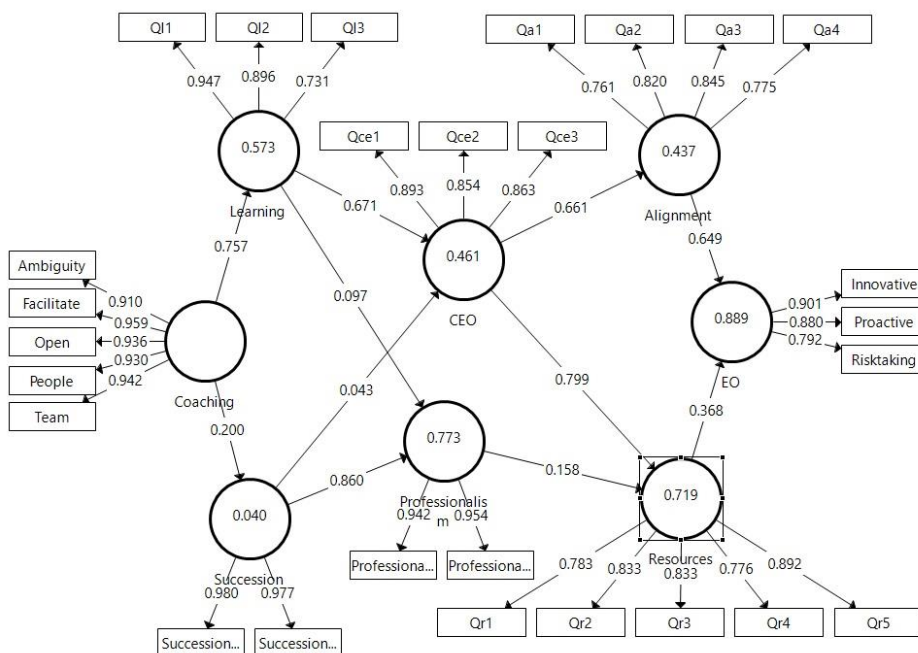 Ql1 Ql2 Ql3 Qa1 Qa2 Qa3 Qa4
0.947 0.896 0.731 0.761 0.820 0.845 0.775
Qce1 Qce2 Qce3
0.573 0.437
0.893 0.854 0.863
Learning 0.671 0.661 Alignment
0.757 0.649
0.461
Ambiguity
0.910
Facilitate
0.959
Open
0.936
People
0.930
Team
0.942
Coaching
0.097
CEO
Innovative
0.901
0.889
0.880
Proactive
0.792
Risktaking
EO
0.043 0.799 0.368
0.200
0.773
0.860 0.158
0.040 0.719
Professionalis
m
0.942 0.954
Succession
0.980 0.977
Resources
0.783 0.833 0.833 0.776 0.892
Professiona... Professiona...
Qr1 Qr2 Qr3 Qr4 Qr5
Succession... Succession...